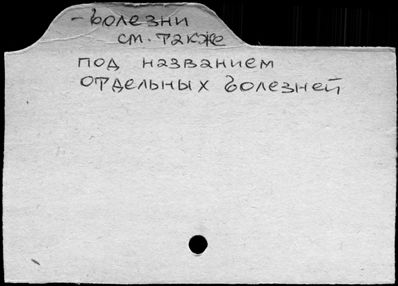 - болезни
см. также
под названием
отдельных болезней